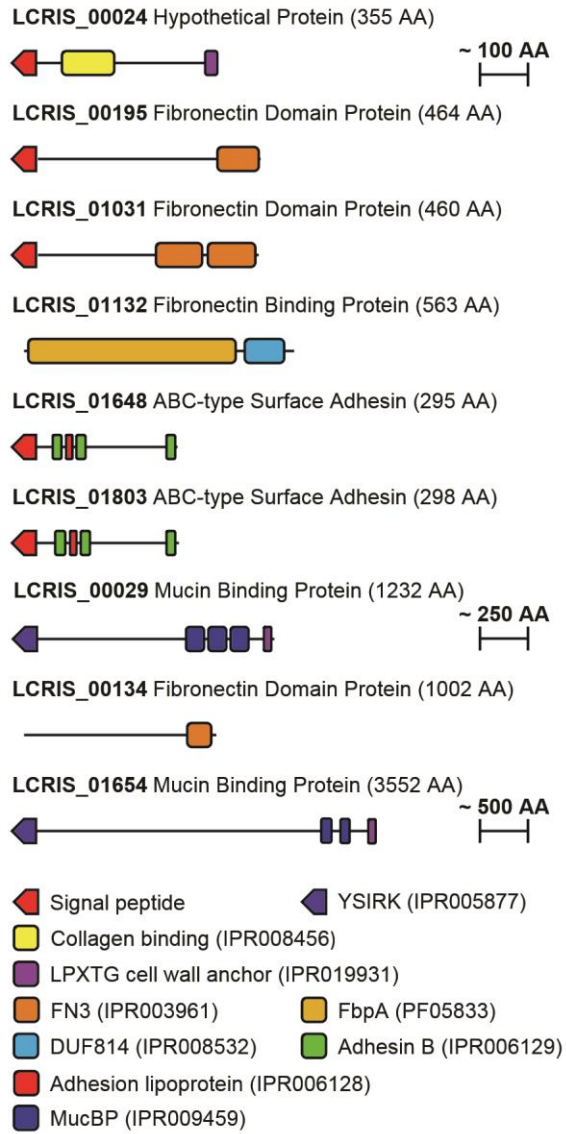 LCRIS_00024 Hypothetical Protein (355 AA)
~ 100 AA
LCRIS_00195 Fibronectin Domain Protein (464 AA)
LCRIS_01031 Fibronectin Domain Protein (460 AA)
LCRIS_01132 Fibronectin Binding Protein (563 AA)
LCRIS_01648 ABC-type Surface Adhesin (295 AA)
LCRIS_01803 ABC-type Surface Adhesin (298 AA)
LCRIS_00029 Mucin Binding Protein (1232 AA)
~ 250 AA
LCRIS_00134 Fibronectin Domain Protein (1002 AA)
LCRIS_01654 Mucin Binding Protein (3552 AA)
~ 500 AA
Signal peptide
YSIRK (IPR005877)
Collagen binding (IPR008456)
LPXTG cell wall anchor (IPR019931)
FN3 (IPR003961)
FbpA (PF05833)
DUF814 (IPR008532)
Adhesin B (IPR006129)
Adhesion lipoprotein (IPR006128)
MucBP (IPR009459)